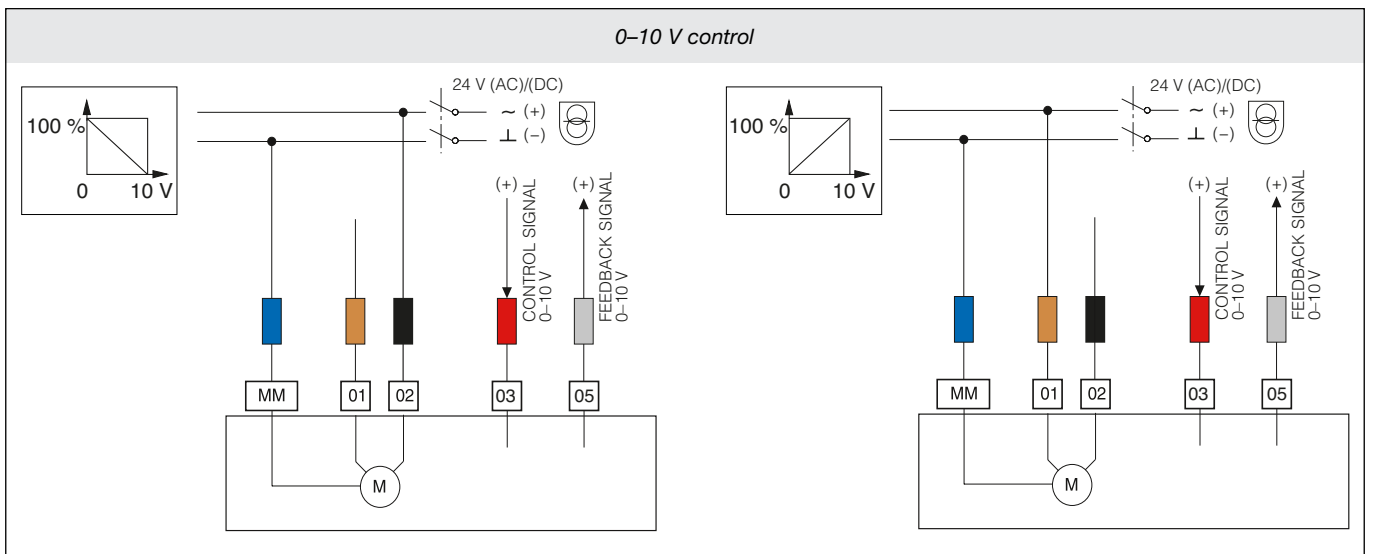 0–10 V control
24 V (AC)/(DC)
~ (+)
⊥ (−)
100 %
0 10 V
(+)
CONTROL SIGNAL
0–10 V
(+)
FEEDBACK SIGNAL
0–10 V
MM 01 02 03 05
M
24 V (AC)/(DC)
~ (+)
⊥ (−)
100 %
0 10 V
(+)
CONTROL SIGNAL
0–10 V
(+)
FEEDBACK SIGNAL
0–10 V
MM 01 02 03 05
M